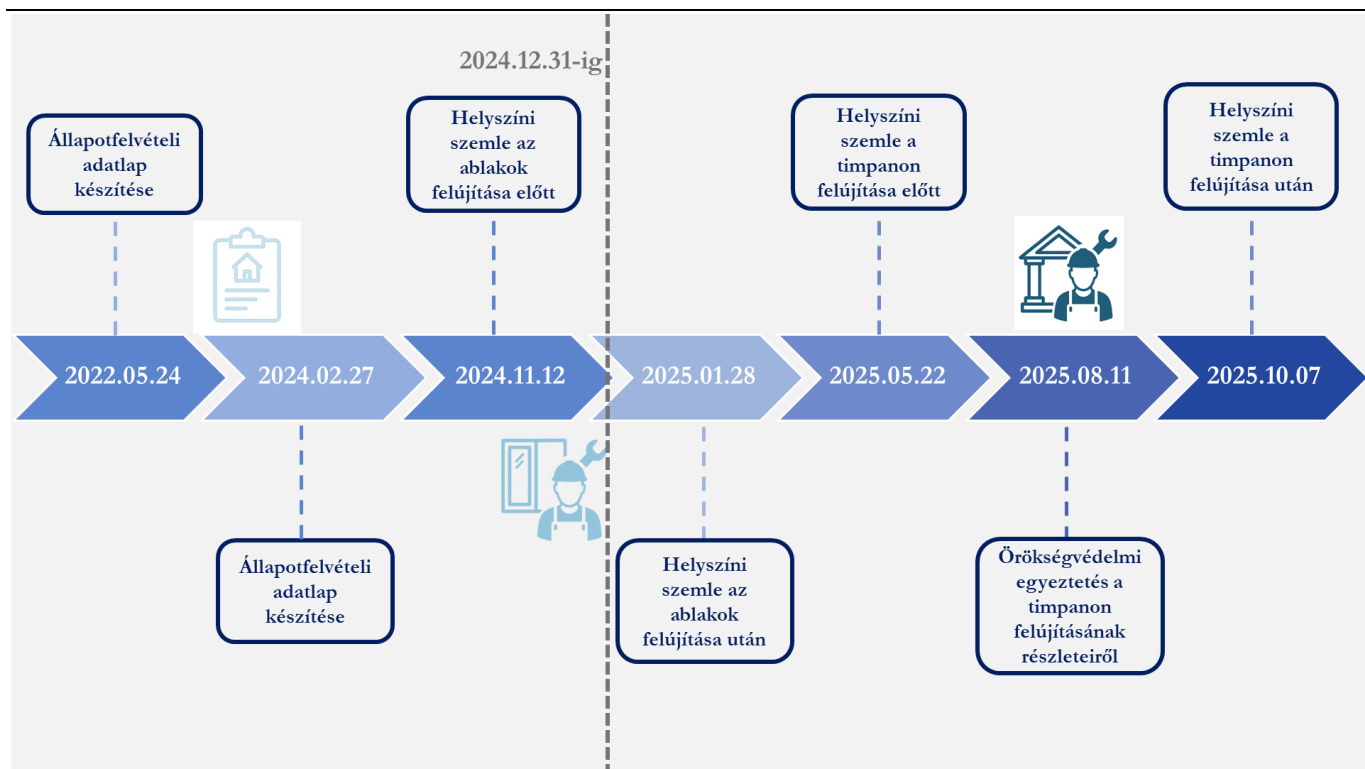 2024.12.31-ig
Állapotfelvételi
adatlap
készítése
Helyszíni
szemle az
ablakok
felújítása előtt
Helyszíni
szemle a
timpanon
felújítása előtt
Helyszíni
szemle a
timpanon
felújítása után
2022.05.24
2024.02.27
2024.11.12
2025.01.28
2025.05.22
2025.08.11
2025.10.07
Állapotfelvételi
adatlap
készítése
Helyszíni
szemle az
ablakok
felújítása után
Örökségvédelmi
egyeztetés a
timpanon
felújításának
részleteiről